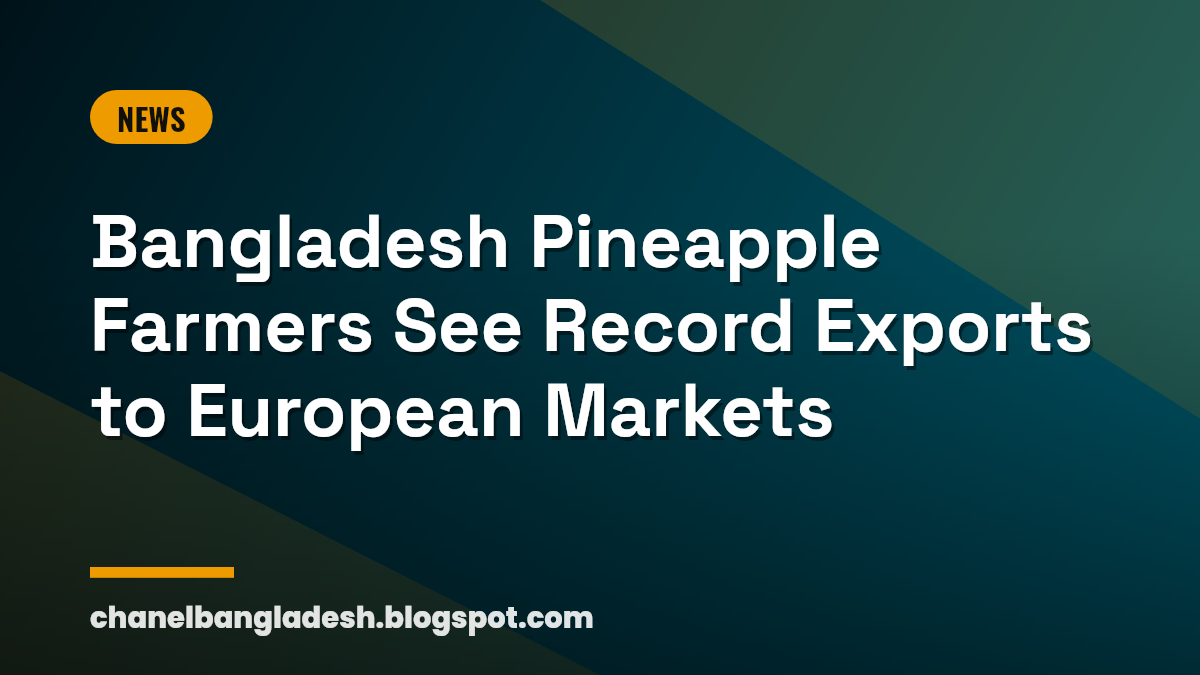 NEWS
Bangladesh Pineapple
Farmers See Record Exports
to European Markets
chanelbangladesh.blogspot.com